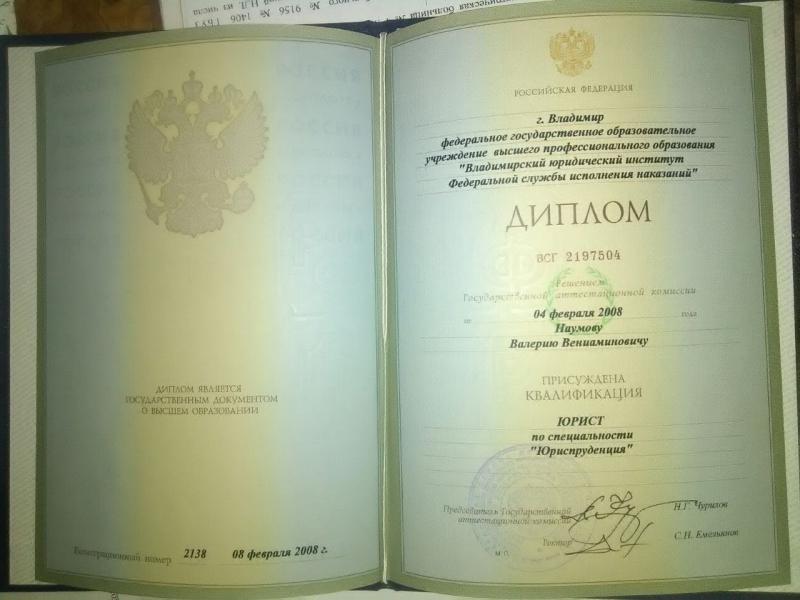 ДИПЛОМ ЯВЛЯЕТСЯ
ГОСУДАРСТВЕННЫМ ДОКУМЕНТОМ
О ВЫСШЕМ ОБРАЗОВАНИИ
Регистрационный номер 2138 08 февраля 2008 г.
РОССИЙСКАЯ ФЕДЕРАЦИЯ
г. Владимир
федеральное государственное образовательное
учреждение высшего профессионального образования
"Владимирский юридический институт
Федеральной службы исполнения наказаний"
ДИПЛОМ
ВСГ 2197504
Решением
Государственной аттестационной комиссии
от 04 февраля 2008 года
Наумову
Валерию Вениаминовичу
ПРИСУЖДЕНА
КВАЛИФИКАЦИЯ
ЮРИСТ
по специальности
"Юриспруденция"
Председатель Государственной
аттестационной комиссии Н.Г. Чурилов
Ректор С.Н. Емельянов
М.П.